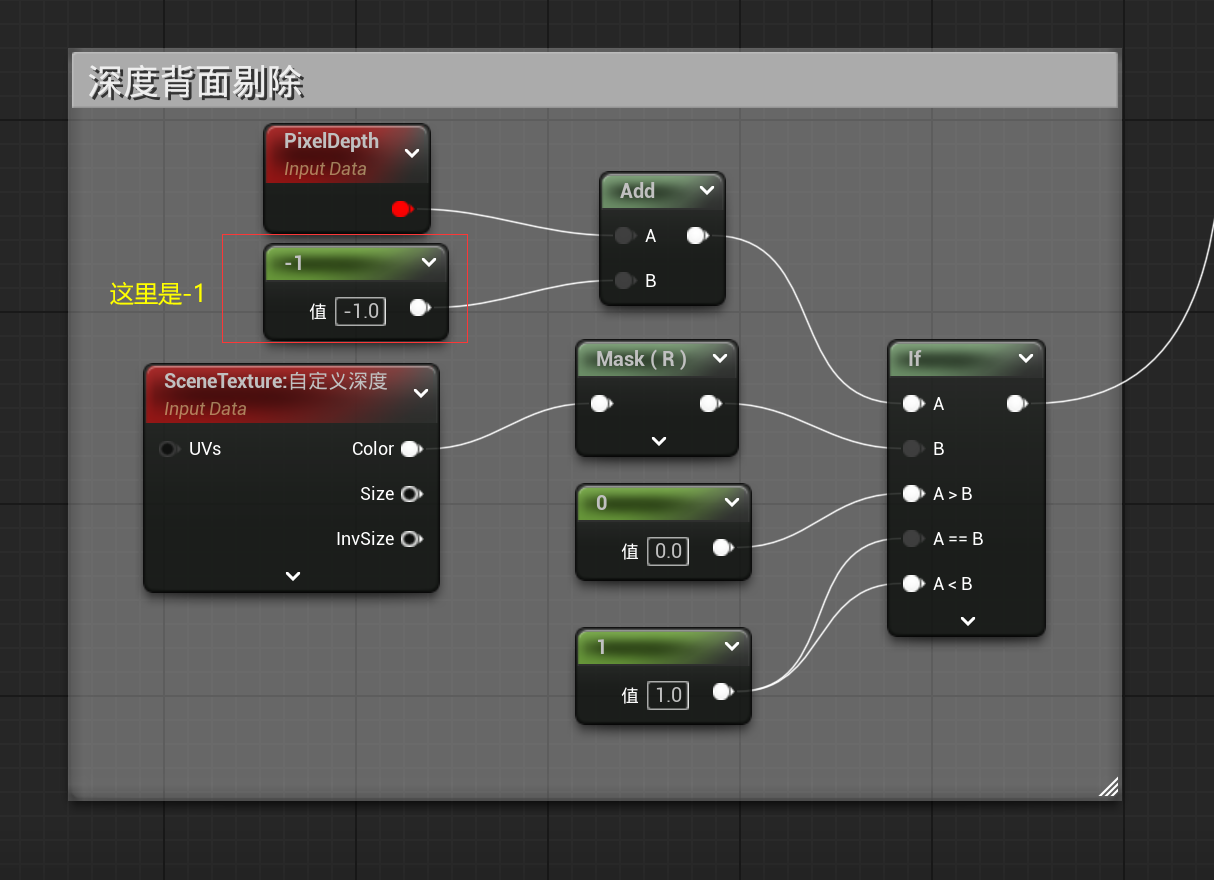 深度背面剔除
PixelDepth
Input Data
-1
值 -1.0
这里是-1
Add
A
B
SceneTexture:自定义深度
Input Data
UVs
Color
Size
InvSize
Mask ( R )
0
值 0.0
1
值 1.0
If
A
B
A > B
A == B
A < B